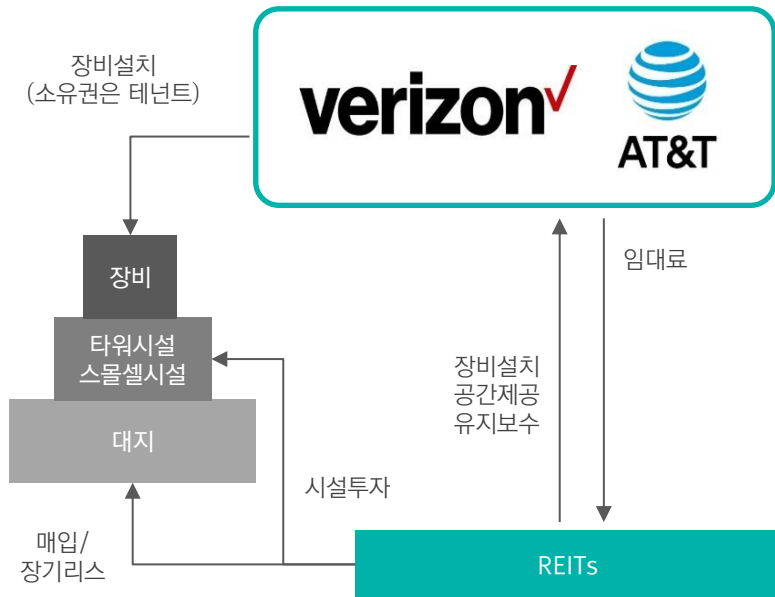 장비설치
(소유권은 테넌트)
verizon
AT&T
장비
타워시설
스몰셀시설
대지
임대료
장비설치
공간제공
유지보수
시설투자
매입/
장기리스
REITs